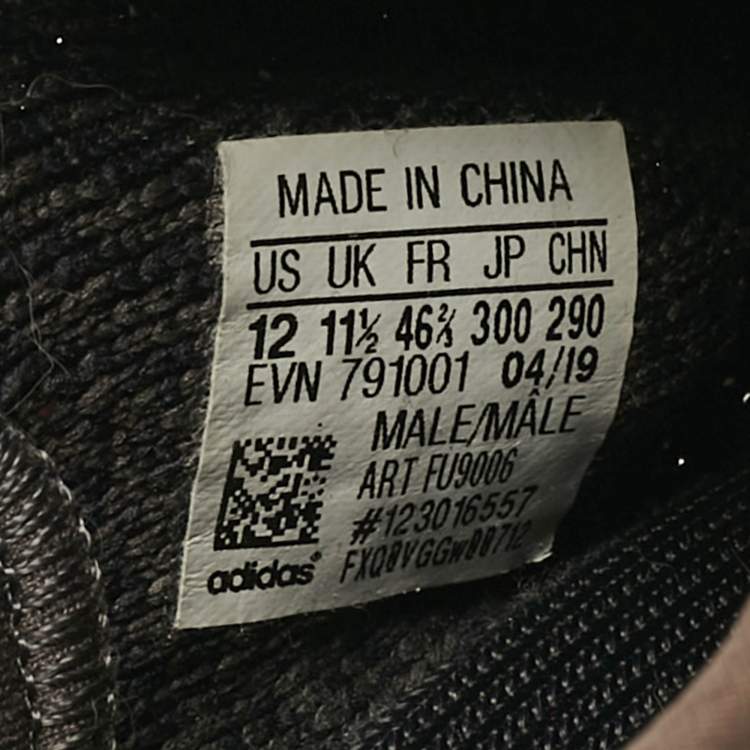 MADE IN CHINA
US UK FR JP CHN
12 11½ 46⅔ 300 290
EVN 791001 04/19
MALE/MÂLE
ART FU9006
#123016557
adidas®